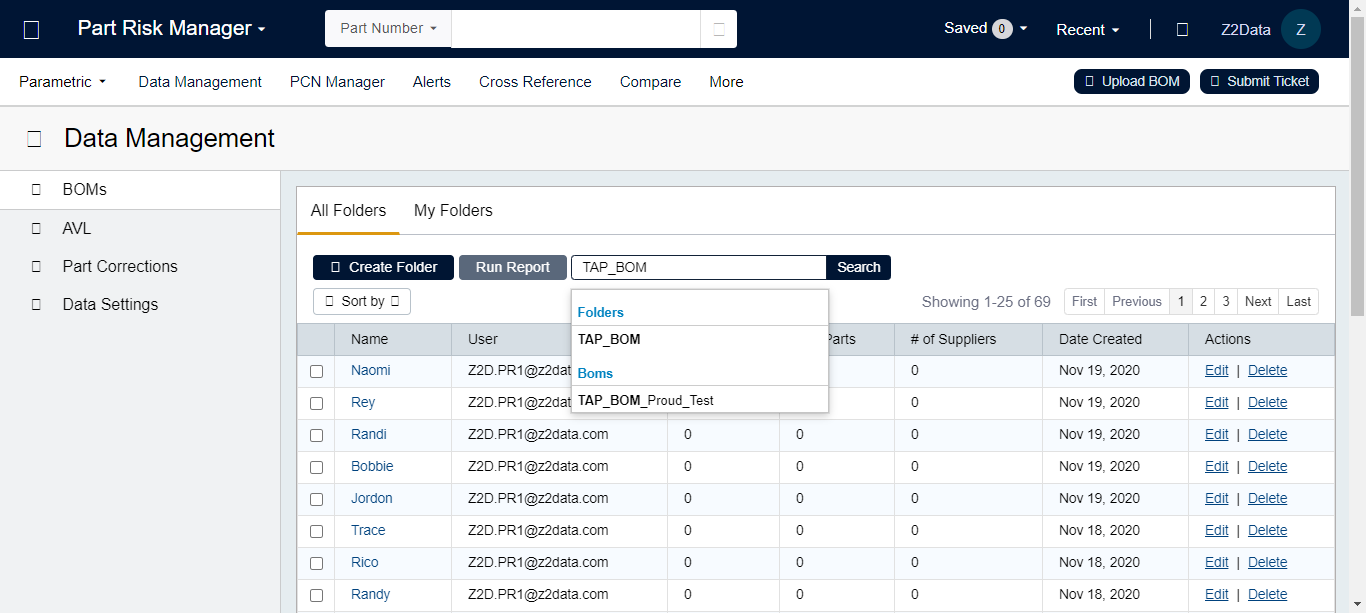 Part Risk Manager
Part Number
Saved 0
Recent
Z2Data Z
Parametric Data Management PCN Manager Alerts Cross Reference Compare More
Upload BOM Submit Ticket
Data Management
BOMs
AVL
Part Corrections
Data Settings
All Folders My Folders
Create Folder Run Report TAP_BOM Search
Sort by
Showing 1-25 of 69 First Previous 1 2 3 Next Last
Folders
TAP_BOM
Boms
TAP_BOM_Proud_Test
Name User Parts # of Suppliers Date Created Actions
Naomi Z2D.PR1@z2dat 0 Nov 19, 2020 Edit | Delete
Rey Z2D.PR1@z2dat 0 Nov 19, 2020 Edit | Delete
Randi Z2D.PR1@z2data.com 0 0 0 Nov 19, 2020 Edit | Delete
Bobbie Z2D.PR1@z2data.com 0 0 0 Nov 19, 2020 Edit | Delete
Jordon Z2D.PR1@z2data.com 0 0 0 Nov 19, 2020 Edit | Delete
Trace Z2D.PR1@z2data.com 0 0 0 Nov 18, 2020 Edit | Delete
Rico Z2D.PR1@z2data.com 0 0 0 Nov 18, 2020 Edit | Delete
Randy Z2D.PR1@z2data.com 0 0 0 Nov 18, 2020 Edit | Delete